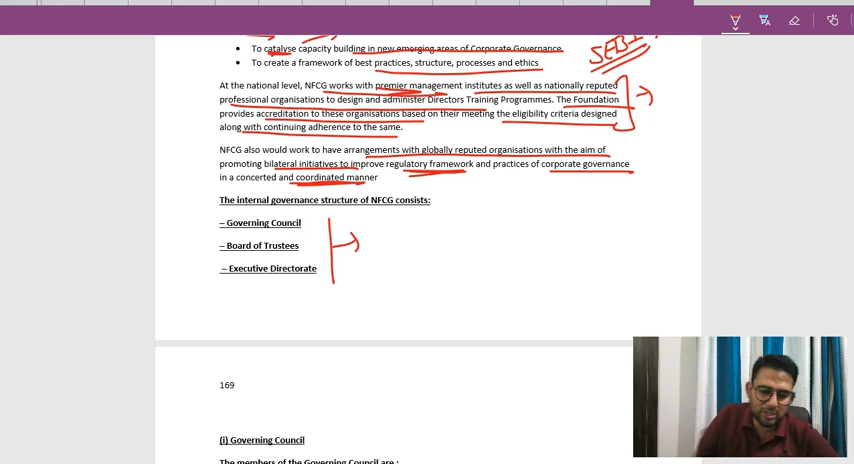 • To catalyse capacity building in new emerging areas of Corporate Governance.
• To create a framework of best practices, structure, processes and ethics
SEBI
At the national level, NFCG works with premier management institutes as well as nationally reputed
professional organisations to design and administer Directors Training Programmes. The Foundation
provides accreditation to these organisations based on their meeting the eligibility criteria designed
along with continuing adherence to the same.
NFCG also would work to have arrangements with globally reputed organisations with the aim of
promoting bilateral initiatives to improve regulatory framework and practices of corporate governance
in a concerted and coordinated manner
The internal governance structure of NFCG consists:
– Governing Council
– Board of Trustees
– Executive Directorate
169
(i) Governing Council
The members of the Governing Council are :